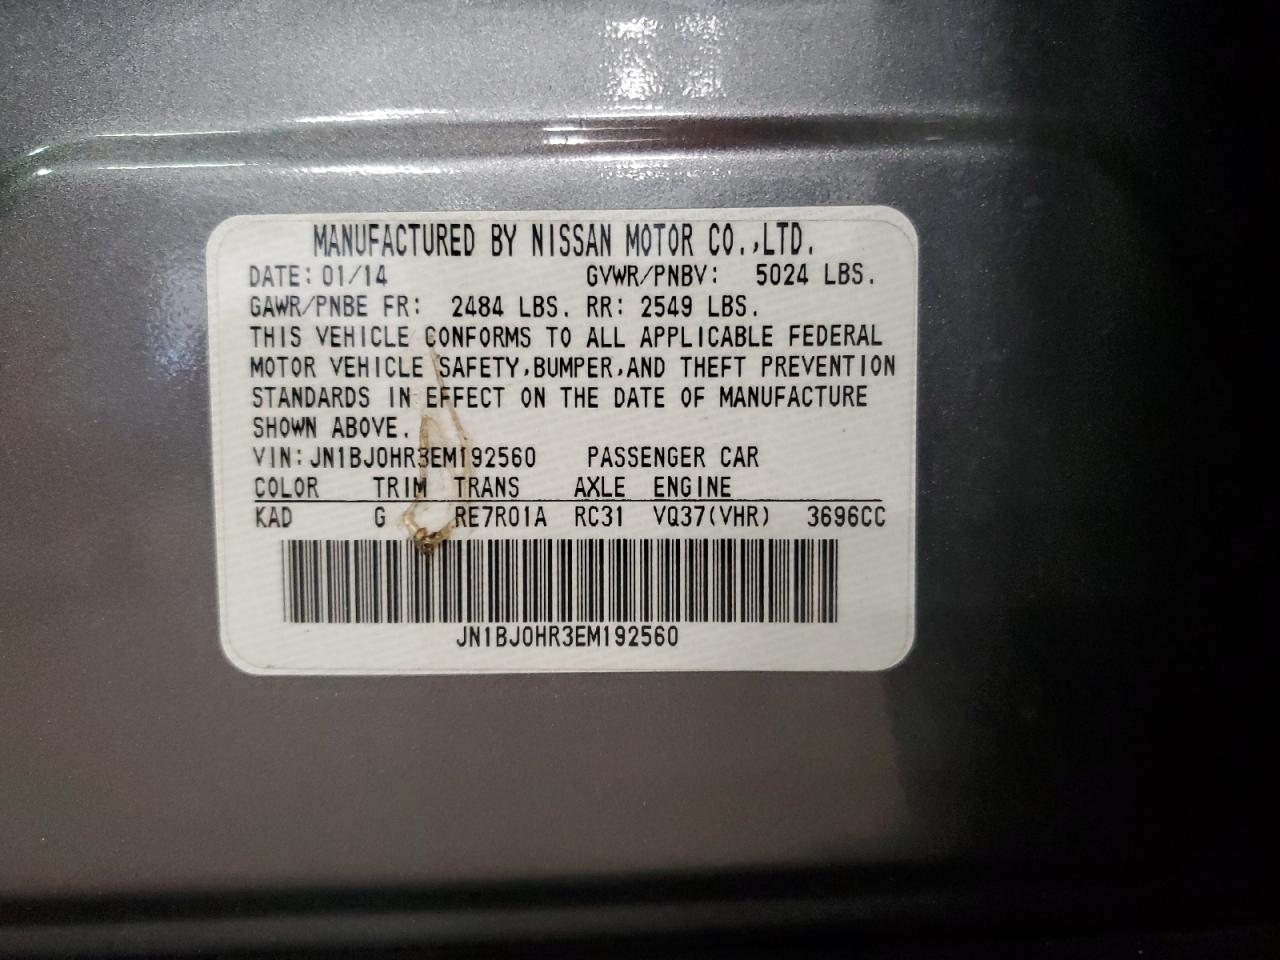 MANUFACTURED BY NISSAN MOTOR CO.,LTD.
DATE: 01/14 GVWR/PNBV: 5024 LBS.
GAWR/PNBE FR: 2484 LBS. RR: 2549 LBS.
THIS VEHICLE CONFORMS TO ALL APPLICABLE FEDERAL
MOTOR VEHICLE SAFETY,BUMPER,AND THEFT PREVENTION
STANDARDS IN EFFECT ON THE DATE OF MANUFACTURE
SHOWN ABOVE.
VIN: JN1BJ0HR3EM192560 PASSENGER CAR
COLOR TRIM TRANS AXLE ENGINE
KAD G RE7R01A RC31 VQ37(VHR) 3696CC
JN1BJ0HR3EM192560